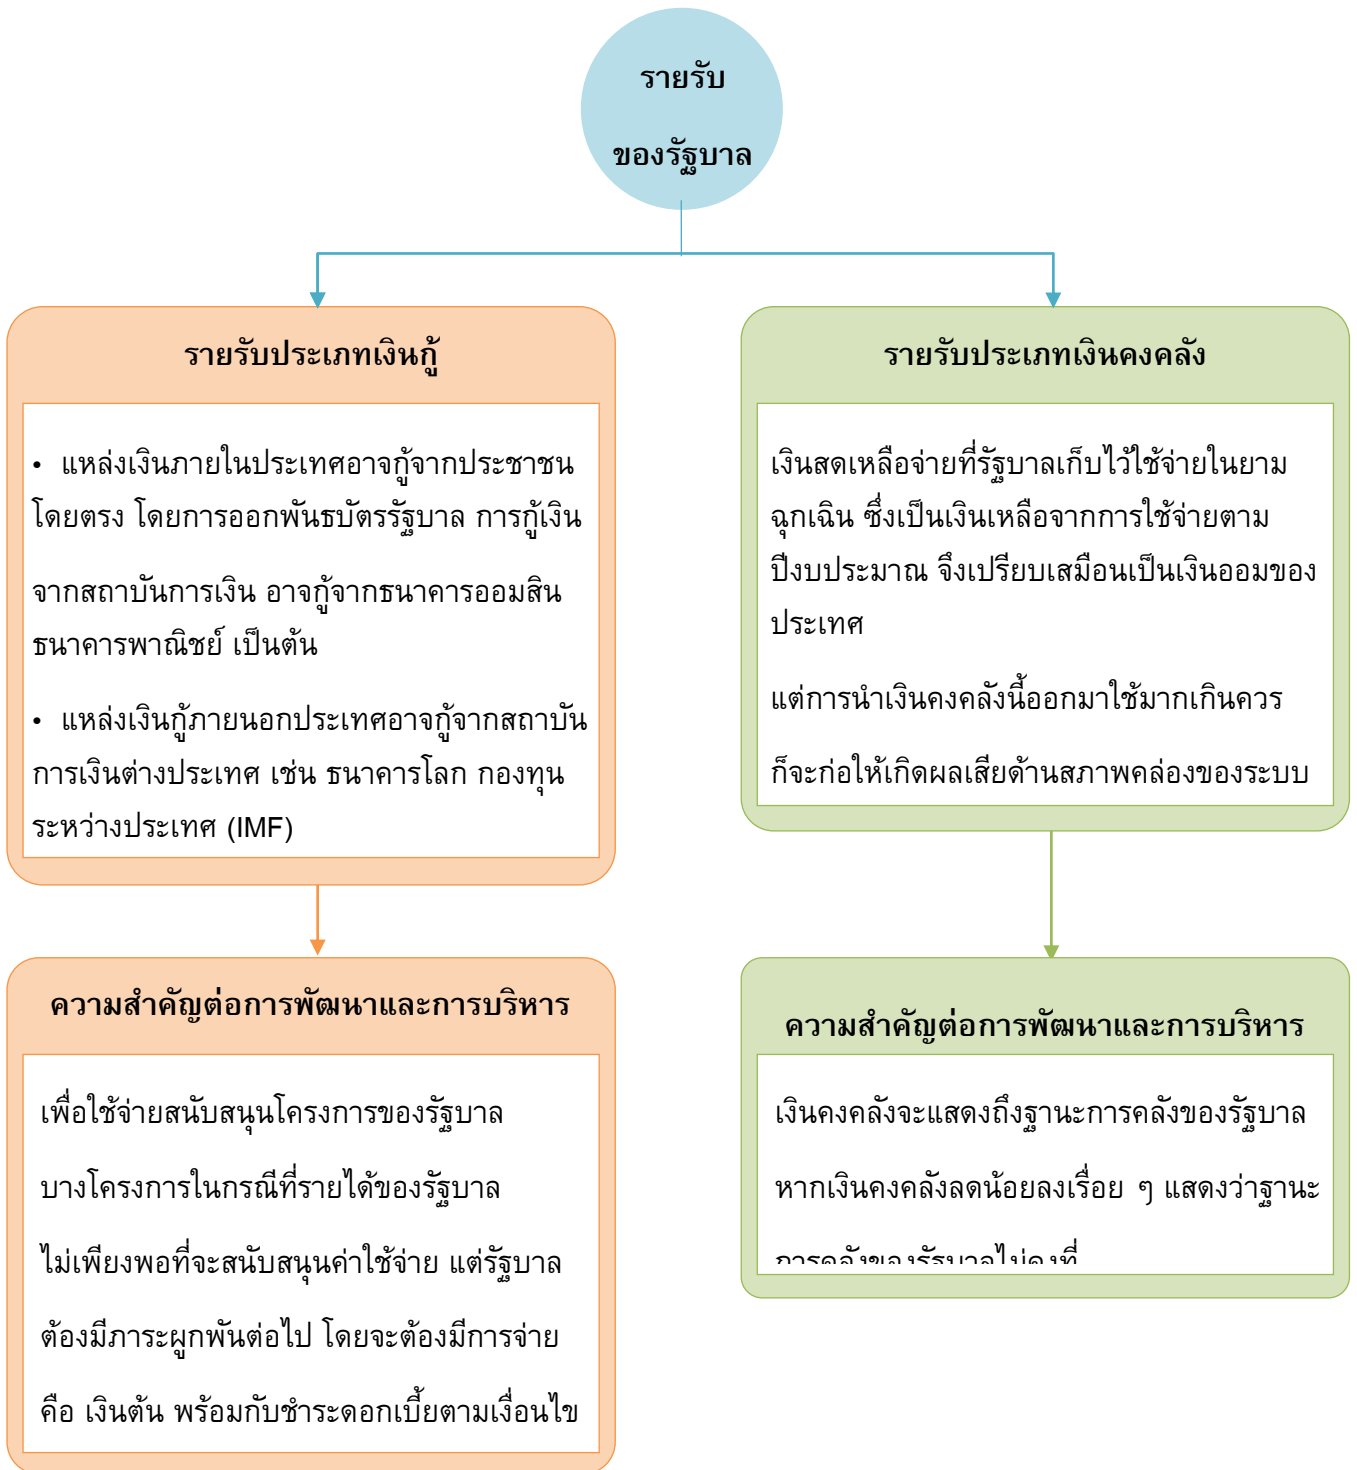 รายรับ
ของรัฐบาล
รายรับประเภทเงินกู้
• แหล่งเงินภายในประเทศอาจกู้จากประชาชน
โดยตรง โดยการออกพันธบัตรรัฐบาล การกู้เงิน
จากสถาบันการเงิน อาจกู้จากธนาคารออมสิน
ธนาคารพาณิชย์ เป็นต้น
• แหล่งเงินกู้ภายนอกประเทศอาจกู้จากสถาบัน
การเงินต่างประเทศ เช่น ธนาคารโลก กองทุน
ระหว่างประเทศ (IMF)
รายรับประเภทเงินคงคลัง
เงินสดเหลือจ่ายที่รัฐบาลเก็บไว้ใช้จ่ายในยาม
ฉุกเฉิน ซึ่งเป็นเงินเหลือจากการใช้จ่ายตาม
ปีงบประมาณ จึงเปรียบเสมือนเป็นเงินออมของ
ประเทศ
แต่การนำเงินคงคลังนี้ออกมาใช้มากเกินควร
ก็จะก่อให้เกิดผลเสียด้านสภาพคล่องของระบบ
ความสำคัญต่อการพัฒนาและการบริหาร
เพื่อใช้จ่ายสนับสนุนโครงการของรัฐบาล
บางโครงการในกรณีที่รายได้ของรัฐบาล
ไม่เพียงพอที่จะสนับสนุนค่าใช้จ่าย แต่รัฐบาล
ต้องมีภาระผูกพันต่อไป โดยจะต้องมีการจ่าย
คือ เงินต้น พร้อมกับชำระดอกเบี้ยตามเงื่อนไข
ความสำคัญต่อการพัฒนาและการบริหาร
เงินคงคลังจะแสดงถึงฐานะการคลังของรัฐบาล
หากเงินคงคลังลดน้อยลงเรื่อย ๆ แสดงว่าฐานะ
การคลังของรัฐบาลไม่คงที่